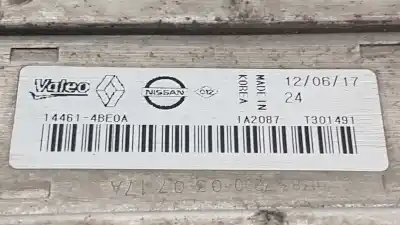 Valeo
NISSAN
MADE IN
KOREA
12/06/17
24
14461-4BE0A
1A2087
T301491